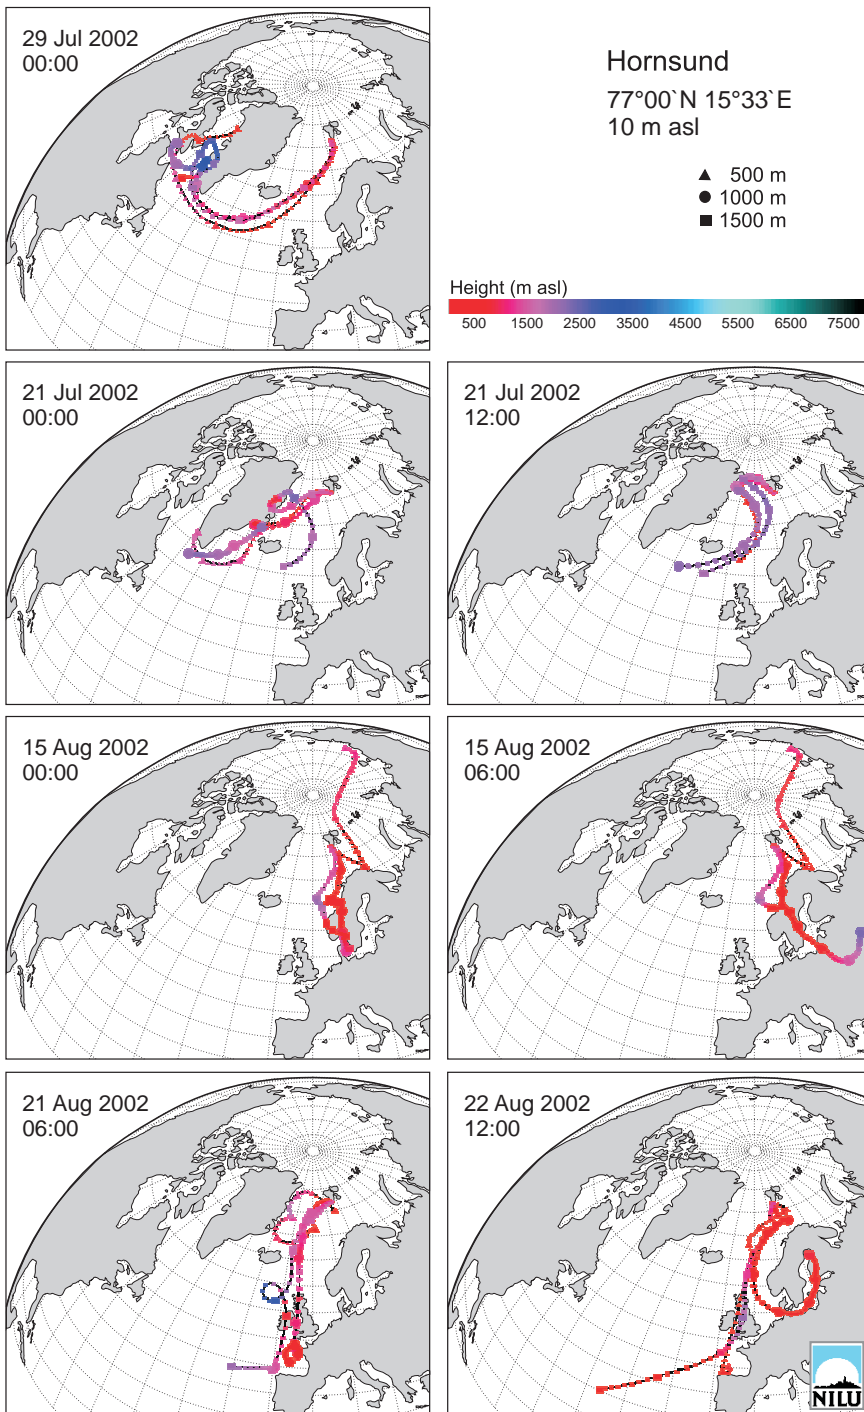 29 Jul 2002
00:00
Hornsund
77°00`N 15°33`E
10 m asl
500 m
1000 m
1500 m
Height (m asl)
500 1500 2500 3500 4500 5500 6500 7500
21 Jul 2002
00:00
21 Jul 2002
12:00
15 Aug 2002
00:00
15 Aug 2002
06:00
21 Aug 2002
06:00
22 Aug 2002
12:00
NILU